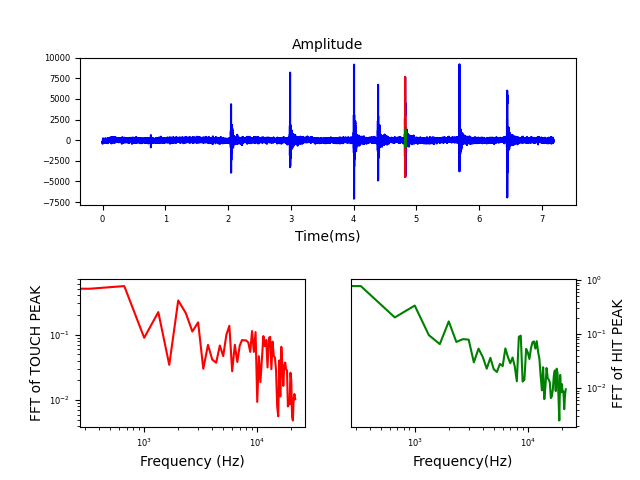 Amplitude
10000
7500
5000
2500
0
−2500
−5000
−7500
0 1 2 3 4 5 6 7
Time(ms)
FFT of TOUCH PEAK
10⁻¹
10⁻²
10³ 10⁴
Frequency (Hz)
10⁰
10⁻¹
10⁻²
FFT of HIT PEAK
10³ 10⁴
Frequency(Hz)